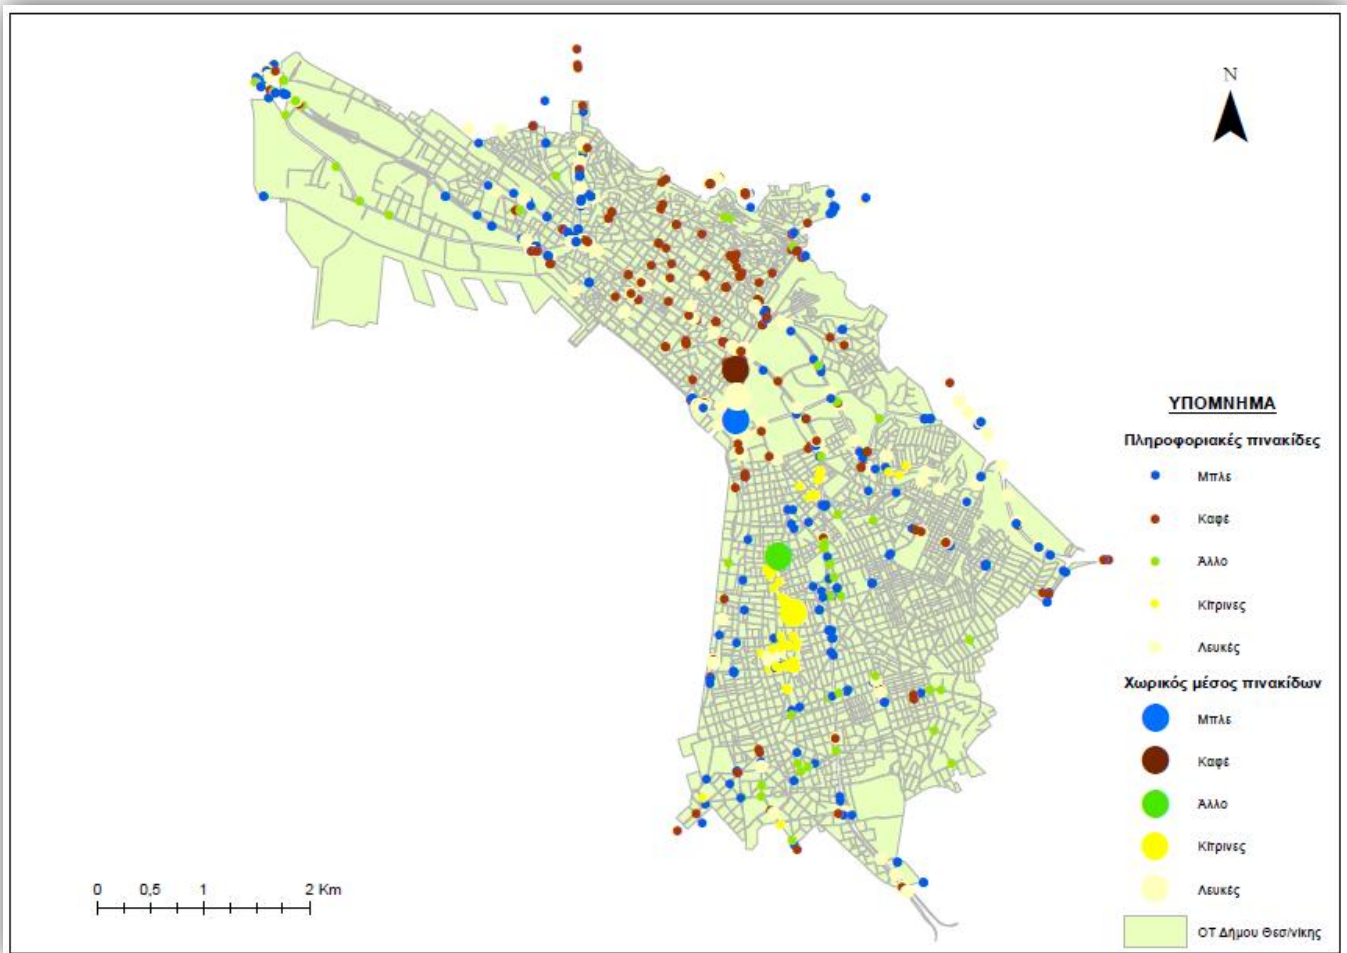 N
ΥΠΟΜΝΗΜΑ
Πληροφοριακές πινακίδες
Μπλε
Καφέ
Άλλο
Κίτρινες
Λευκές
Χωρικός μέσος πινακίδων
Μπλε
Καφέ
Άλλο
Κίτρινες
Λευκές
ΟΤ Δήμου Θεσ/νίκης
0 0,5 1 2 Km